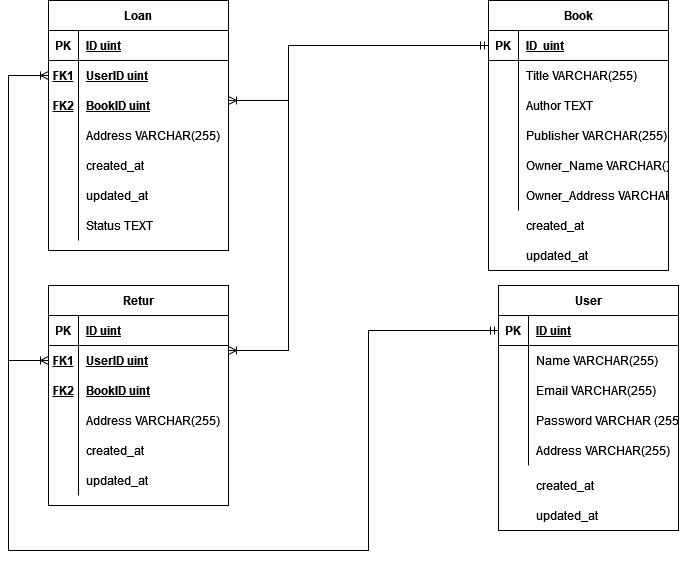 Loan
PK ID uint
FK1 UserID uint
FK2 BookID uint
Address VARCHAR(255)
created_at
updated_at
Status TEXT
Book
PK ID uint
Title VARCHAR(255)
Author TEXT
Publisher VARCHAR(255)
Owner_Name VARCHAR(
Owner_Address VARCHAR
created_at
updated_at
Retur
PK ID uint
FK1 UserID uint
FK2 BookID uint
Address VARCHAR(255)
created_at
updated_at
User
PK ID uint
Name VARCHAR(255)
Email VARCHAR(255)
Password VARCHAR (255
Address VARCHAR(255)
created_at
updated_at